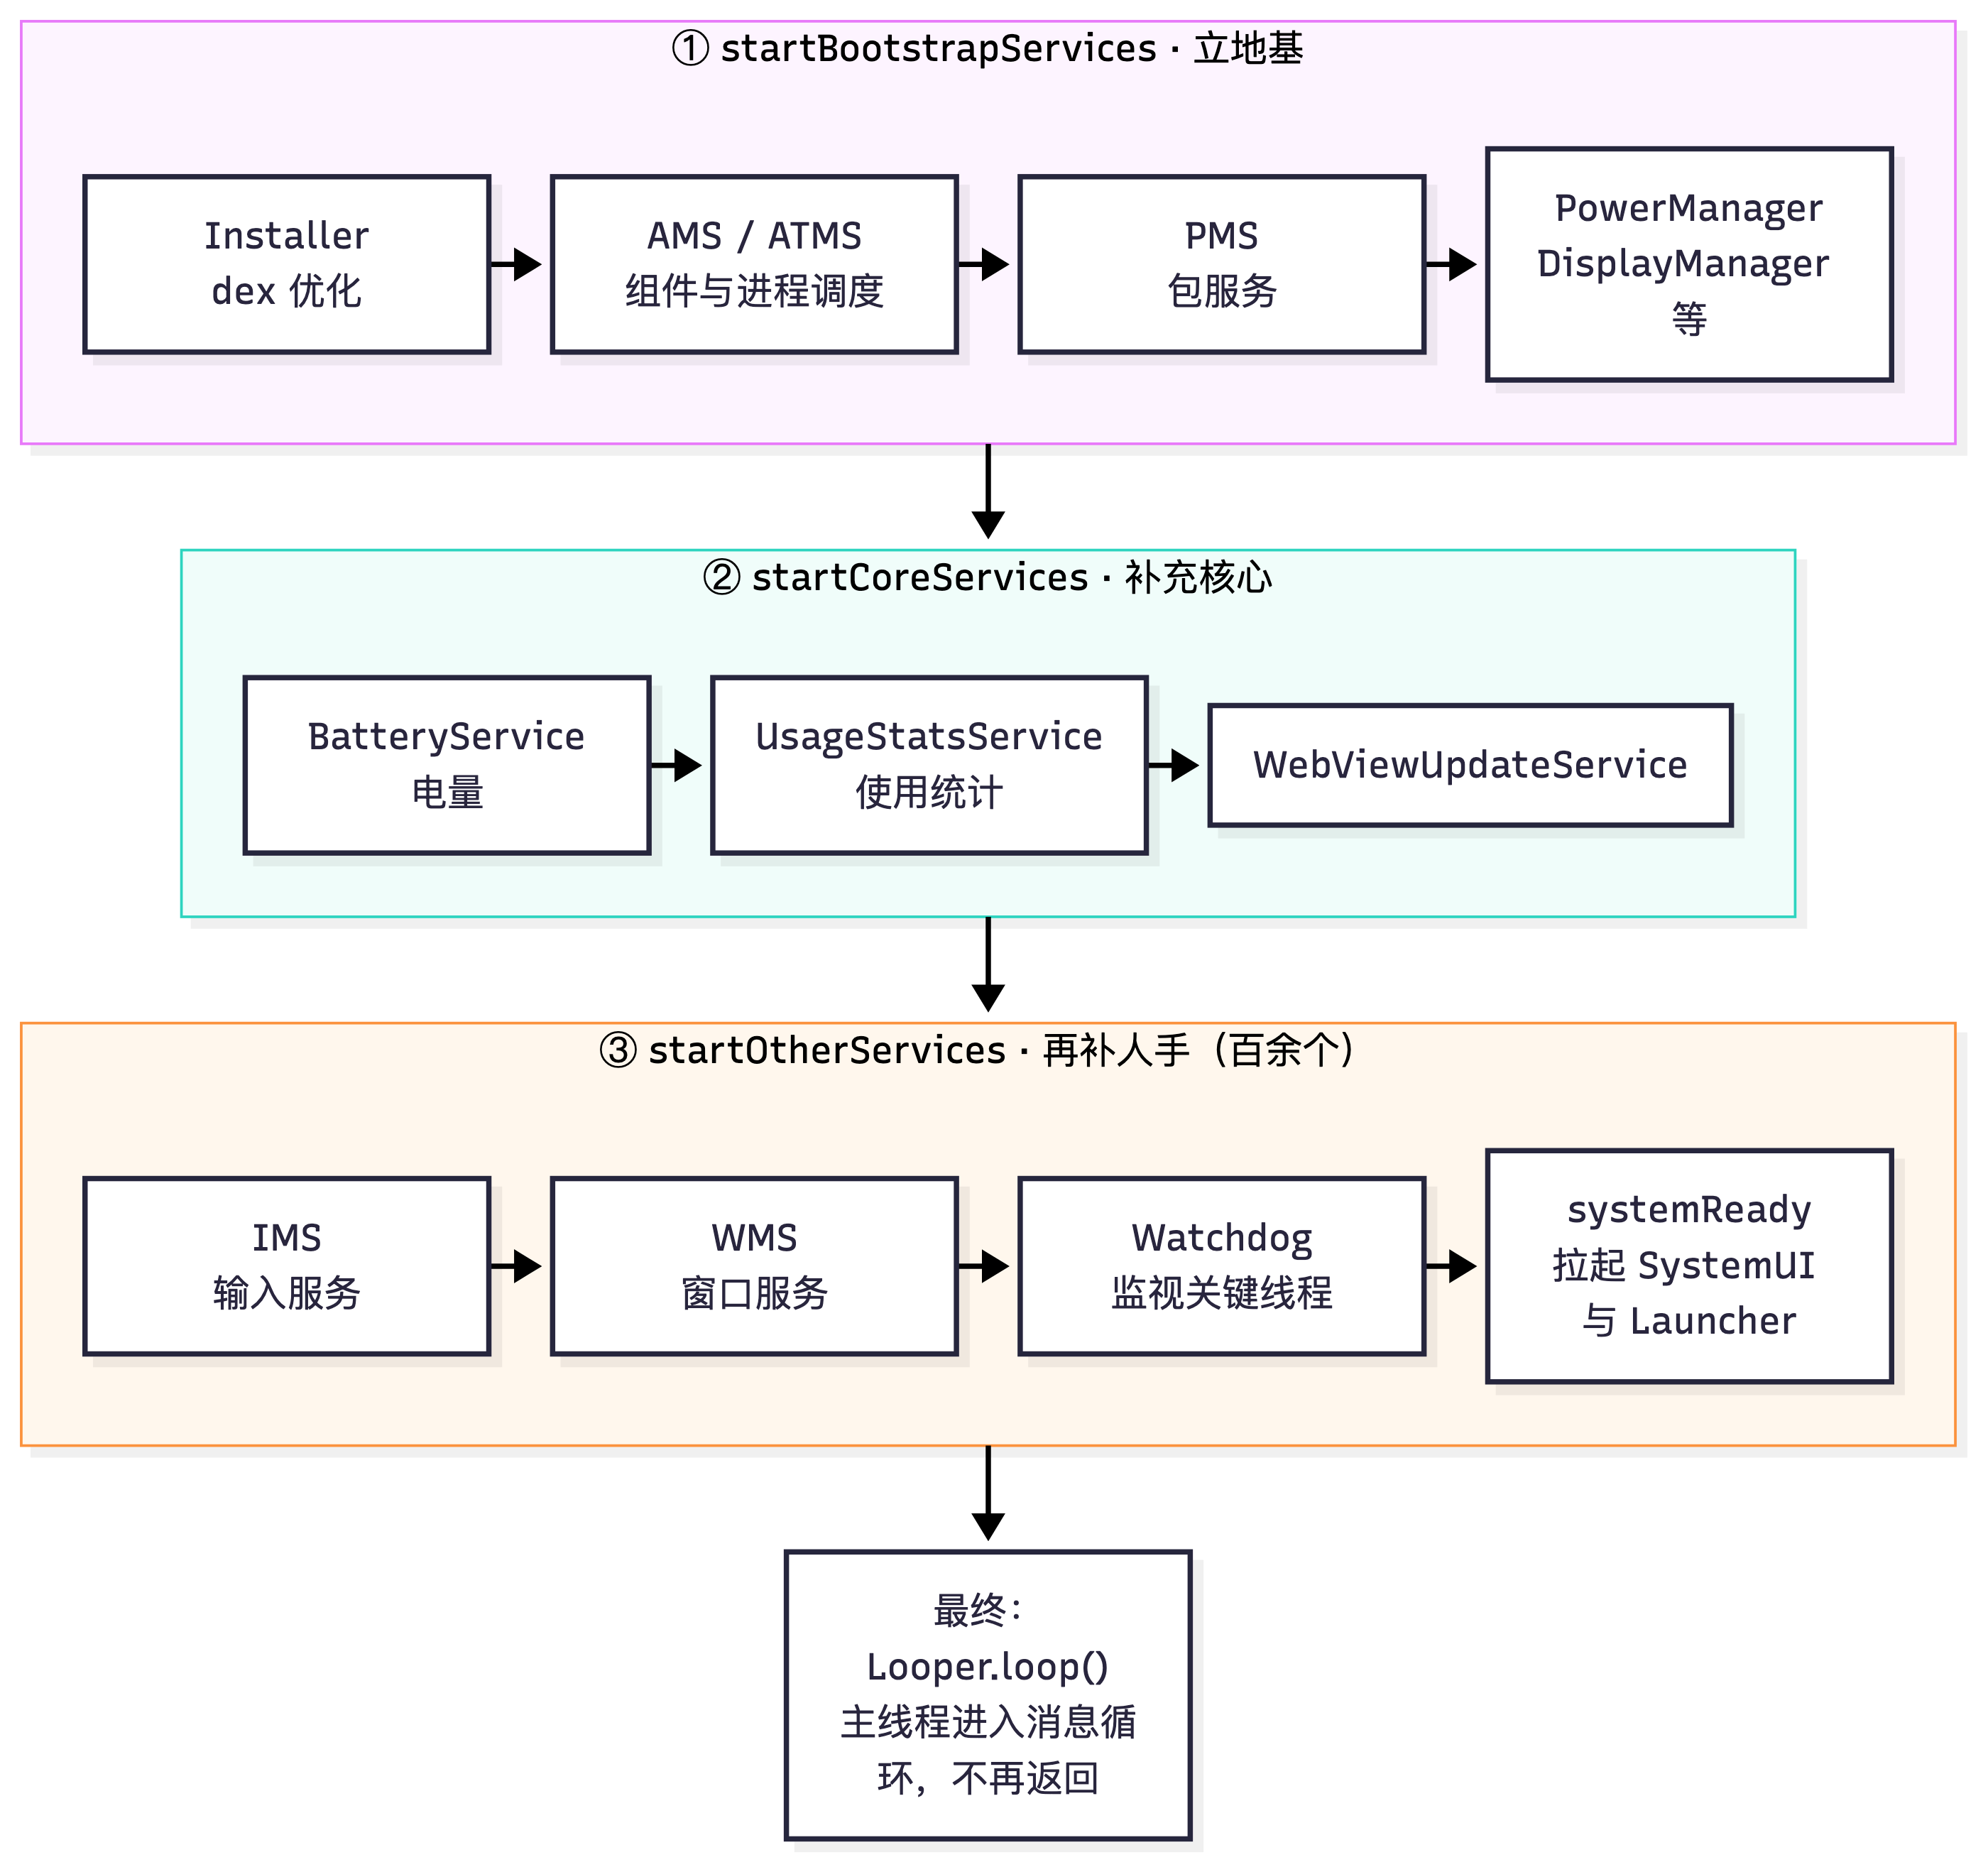 ① startBootstrapServices · 立地基
Installer
dex 优化
AMS / ATMS
组件与进程调度
PMS
包服务
PowerManager
DisplayManager
等
② startCoreServices · 补充核心
BatteryService
电量
UsageStatsService
使用统计
WebViewUpdateService
③ startOtherServices · 再补人手（百余个）
IMS
输入服务
WMS
窗口服务
Watchdog
监视关键线程
systemReady
拉起 SystemUI
与 Launcher
最终：
Looper.loop()
主线程进入消息循
环，不再返回